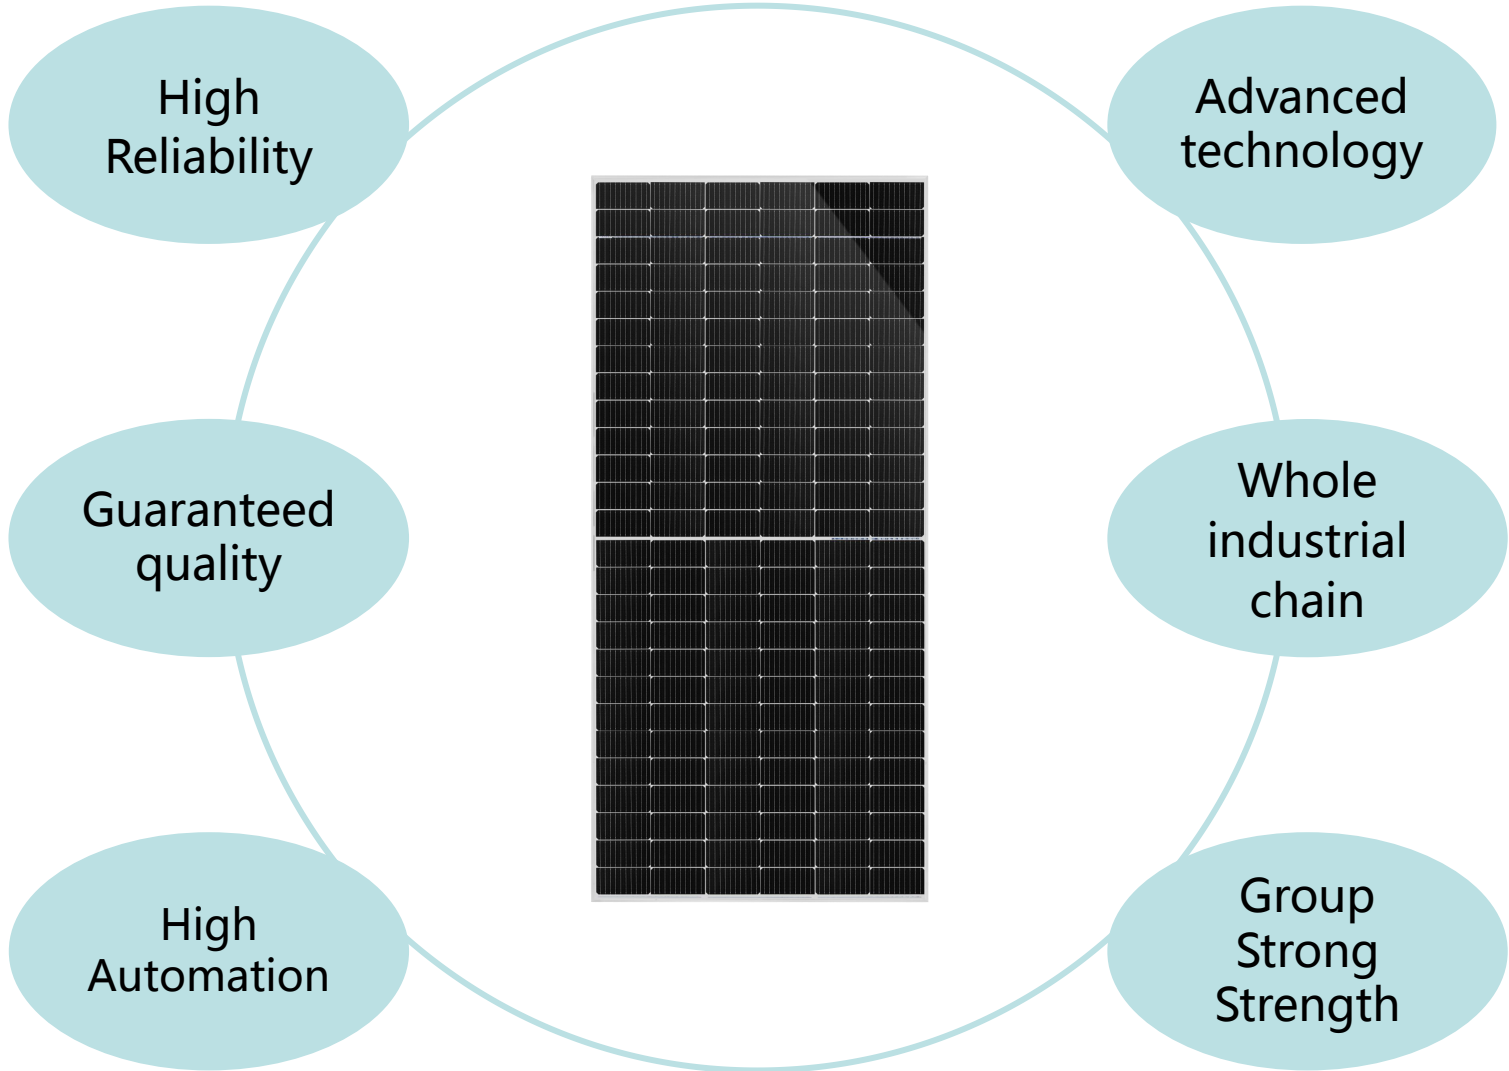 High
Reliability
Advanced
technology
Guaranteed
quality
Whole
industrial
chain
High
Automation
Group
Strong
Strength